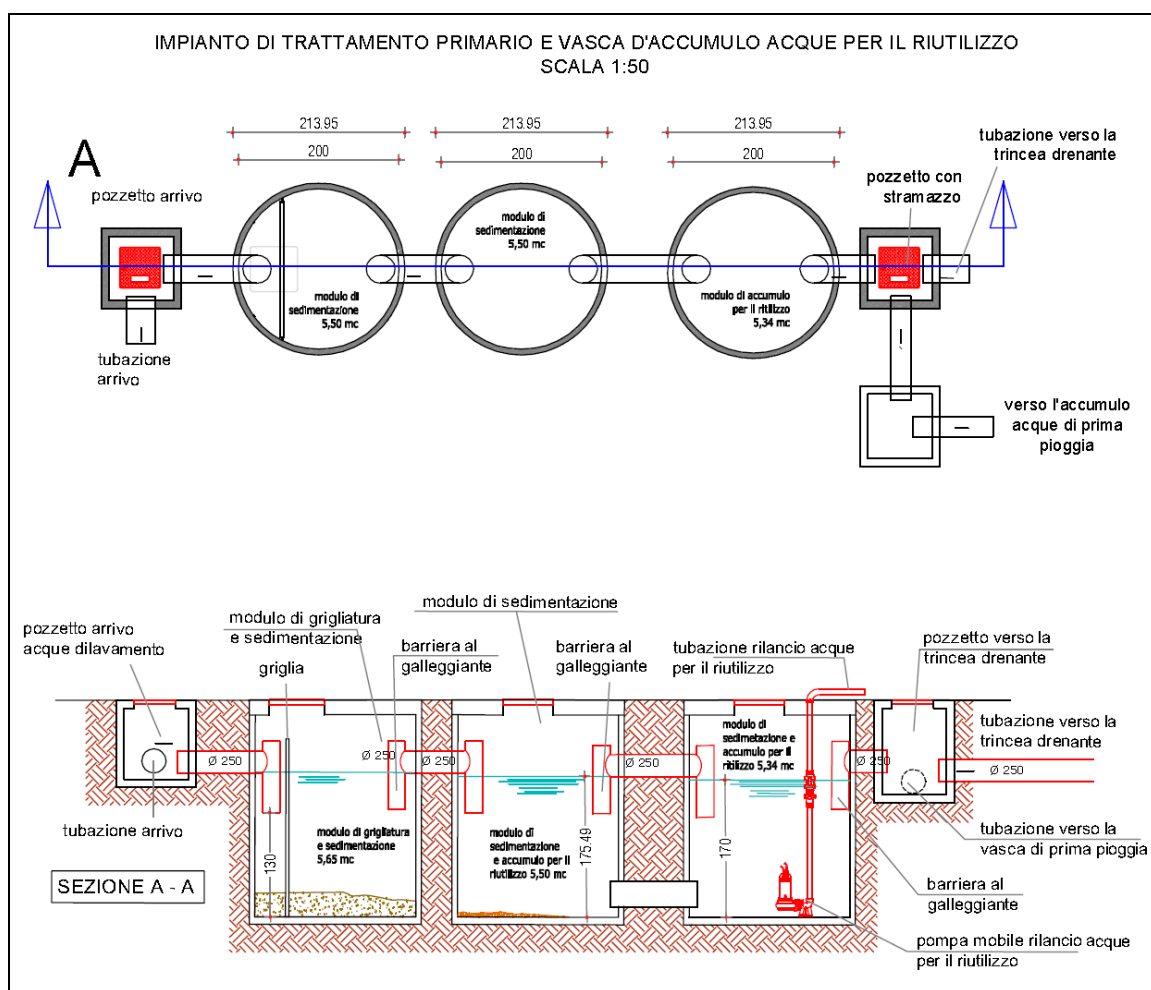 IMPIANTO DI TRATTAMENTO PRIMARIO E VASCA D'ACCUMULO ACQUE PER IL RIUTILIZZO
SCALA 1:50
213.95
213.95
213.95
200
200
200
A
pozzetto arrivo
tubazione verso la
trincea drenante
pozzetto con
stramazzo
modulo di
sedimentazione
5,50 mc
modulo di
sedimentazione
5,50 mc
modulo di accumulo
per il ritilizzo
5,34 mc
tubazione
arrivo
verso l'accumulo
acque di prima
pioggia
pozzetto arrivo
acque dilavamento
modulo di grigliatura
e sedimentazione
griglia
modulo di sedimentazione
barriera al
galleggiante
barriera al
galleggiante
tubazione rilancio acque
per il riutilizzo
pozzetto verso la
trincea drenante
tubazione verso la
trincea drenante
Ø 250
Ø 250
Ø 250
Ø 250
Ø 250
Ø 250
modulo di
sedimetazione e
accumulo per il
ritilizzo 5,34 mc
tubazione arrivo
modulo di grigliatura
e sedimentazione
5,65 mc
modulo di
sedimentazione
e accumulo per il
riutilizzo 5,50 mc
130
175.49
170
tubazione verso la
vasca di prima pioggia
SEZIONE A - A
barriera al
galleggiante
pompa mobile rilancio acque
per il riutilizzo